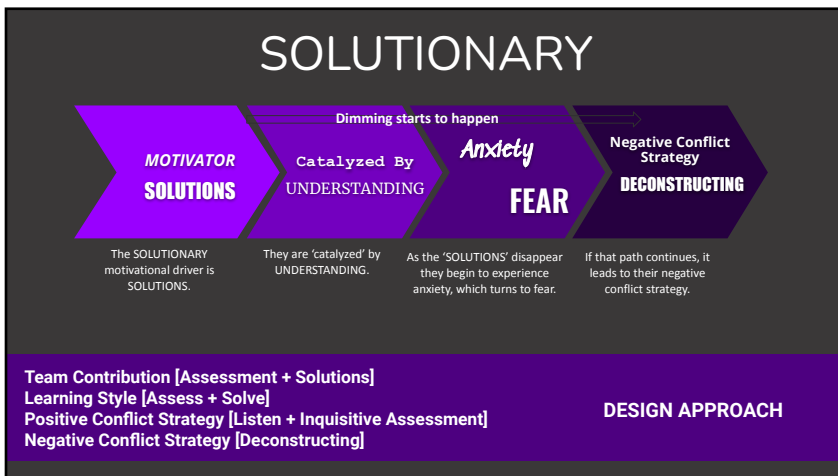 SOLUTIONARY
Dimming starts to happen
MOTIVATOR
SOLUTIONS
Catalyzed By
UNDERSTANDING
Anxiety
FEAR
Negative Conflict
Strategy
DECONSTRUCTING
The SOLUTIONARY
motivational driver is
SOLUTIONS.
They are ‘catalyzed’ by
UNDERSTANDING.
As the ‘SOLUTIONS’ disappear
they begin to experience
anxiety, which turns to fear.
If that path continues, it
leads to their negative
conflict strategy.
Team Contribution [Assessment + Solutions]
Learning Style [Assess + Solve]
Positive Conflict Strategy [Listen + Inquisitive Assessment]
Negative Conflict Strategy [Deconstructing]
DESIGN APPROACH